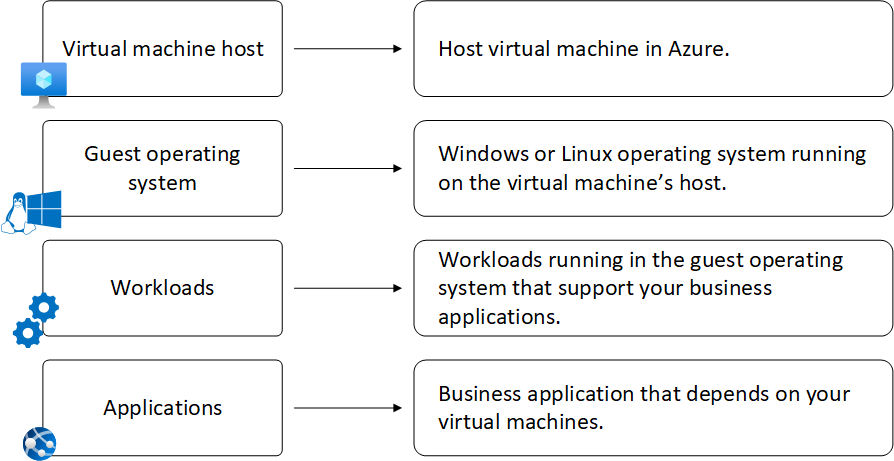 Virtual machine host
Host virtual machine in Azure.
Guest operating
system
Windows or Linux operating system running
on the virtual machine’s host.
Workloads
Workloads running in the guest operating
system that support your business
applications.
Applications
Business application that depends on your
virtual machines.